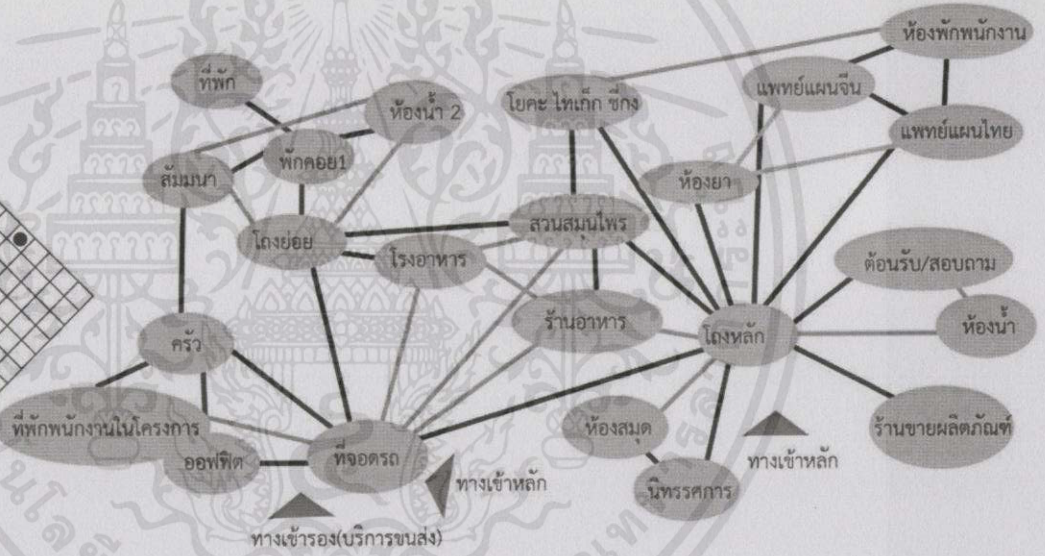 ห้องพักพนักงาน
ที่พัก
แพทย์แผนจีน
ห้องน้ำ 2
โยคะ ไทเก็ก ชี่กง
แพทย์แผนไทย
พักคอย1
สัมมนา
ห้องยา
สวนสมุนไพร
โถงย่อย
โรงอาหาร
ต้อนรับ/สอบถาม
ร้านอาหาร
ห้องน้ำ
ครัว
โถงหลัก
ที่พักพนักงานในโครงการ
ห้องสมุด
ร้านขายผลิตภัณฑ์
ออฟฟิต
ที่จอดรถ
ทางเข้าหลัก
ทางเข้าหลัก
นิทรรศการ
ทางเข้ารอง(บริการขนส่ง)